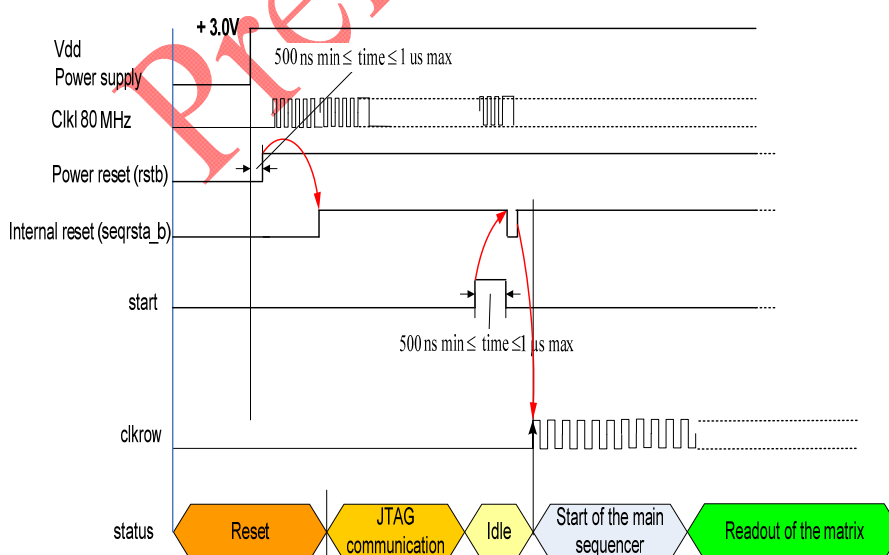 + 3.0V
Vdd
Power supply
500 ns min ≤ time ≤ 1 us max
Clkl 80 MHz
Power reset (rstb)
Internal reset (seqrsta_b)
start
500 ns min ≤ time ≤ 1 μs max
clkrow
status
Reset
JTAG
communication
Idle
Start of the main
sequencer
Readout of the matrix
Prel